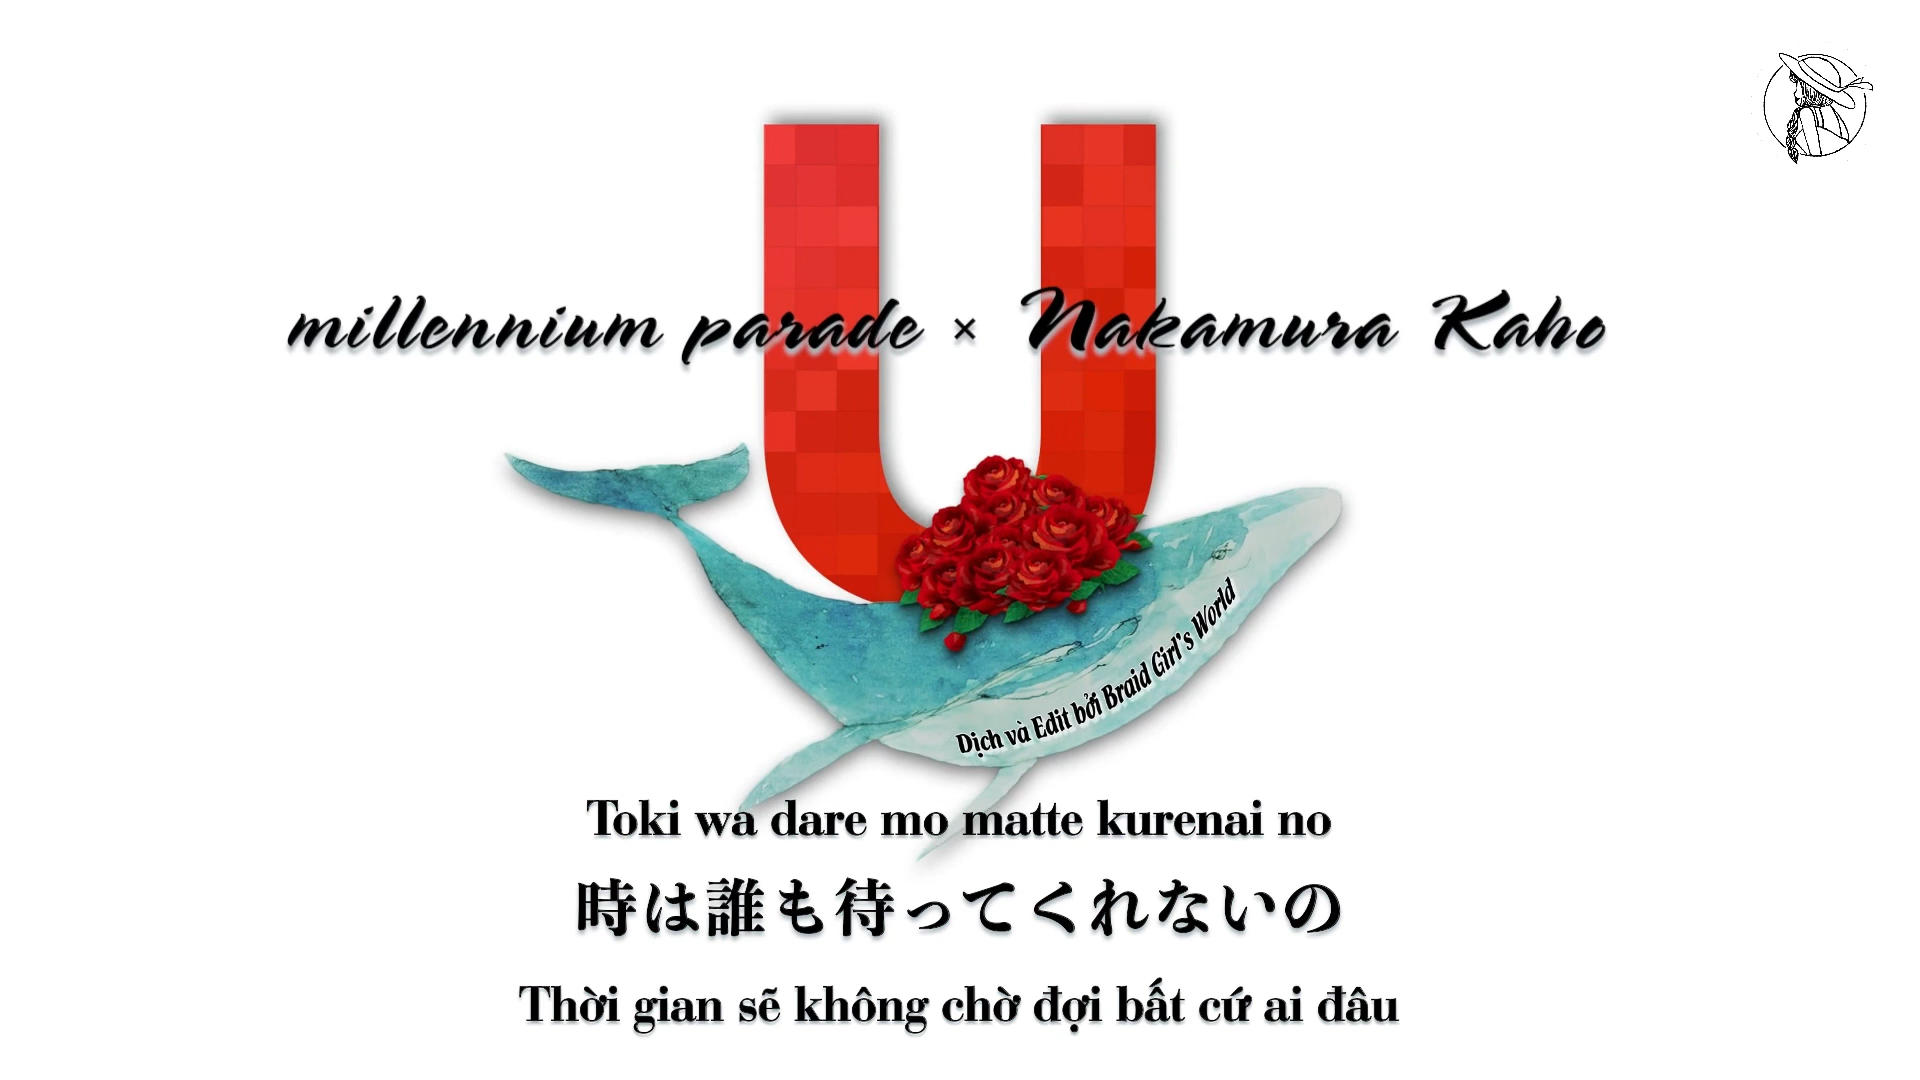 U
millennium parade × Nakamura Kaho
Dịch và Edit bởi Braid Girl's World
Toki wa dare mo matte kurenai no
時は誰も待ってくれないの
Thời gian sẽ không chờ đợi bất cứ ai đâu